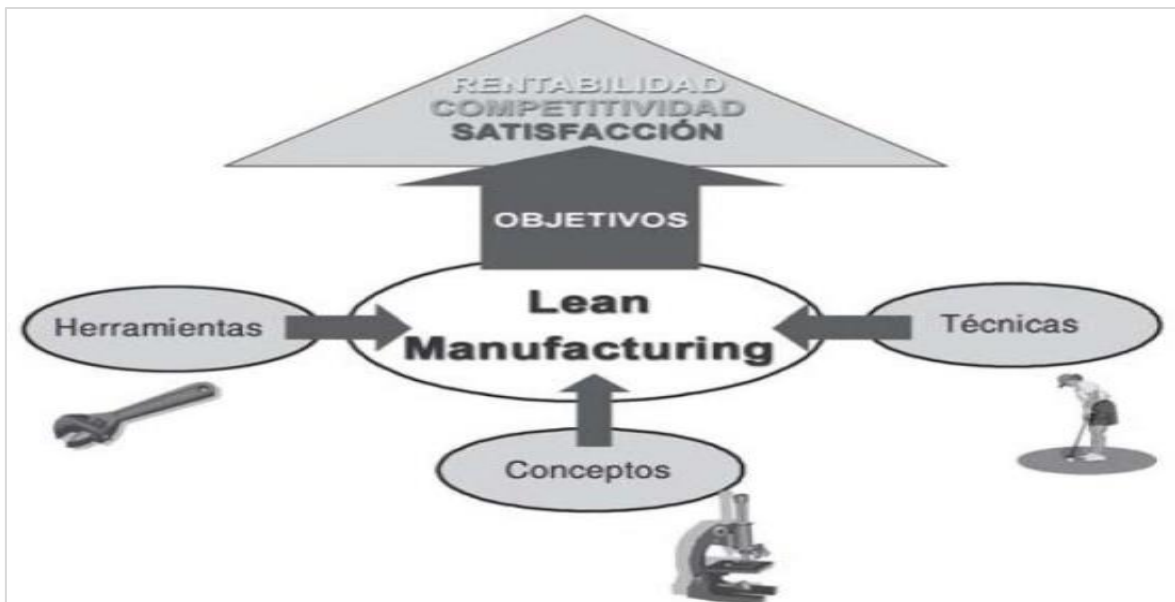 RENTABILIDAD
COMPETITIVIDAD
SATISFACCIÓN
OBJETIVOS
Lean
Manufacturing
Herramientas
Técnicas
Conceptos